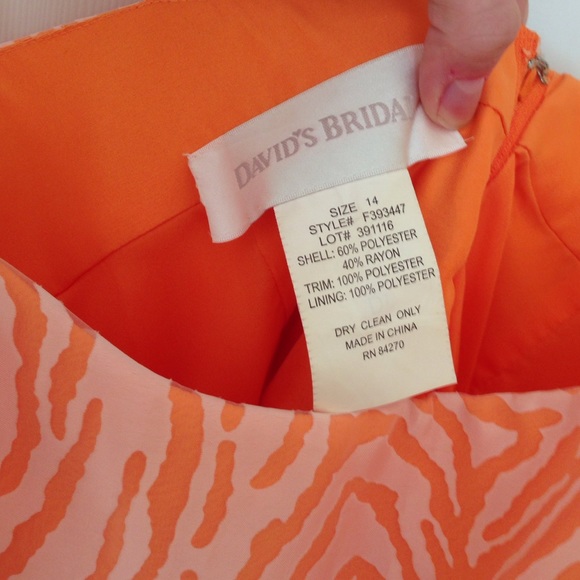 DAVID'S BRIDAL
SIZE 14
STYLE# F393447
LOT# 391116
SHELL: 60% POLYESTER
40% RAYON
TRIM: 100% POLYESTER
LINING: 100% POLYESTER
DRY CLEAN ONLY
MADE IN CHINA
RN 84270